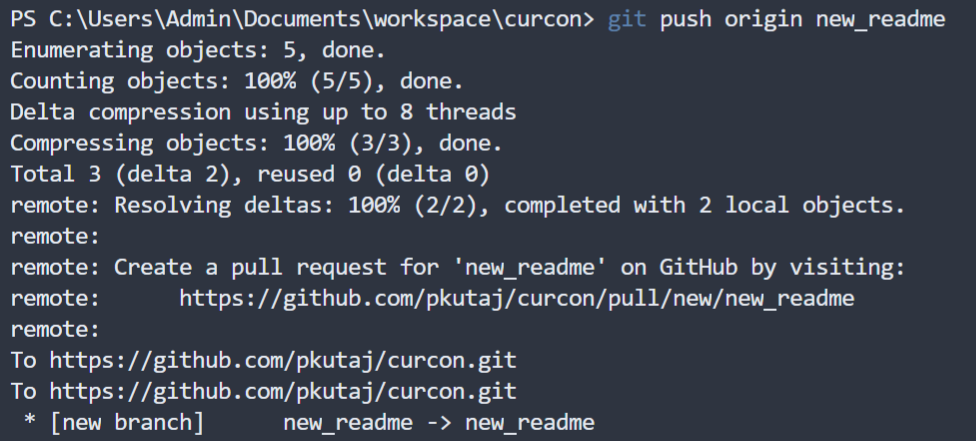 PS C:\Users\Admin\Documents\workspace\curcon> git push origin new_readme
Enumerating objects: 5, done.
Counting objects: 100% (5/5), done.
Delta compression using up to 8 threads
Compressing objects: 100% (3/3), done.
Total 3 (delta 2), reused 0 (delta 0)
remote: Resolving deltas: 100% (2/2), completed with 2 local objects.
remote:
remote: Create a pull request for 'new_readme' on GitHub by visiting:
remote:      https://github.com/pkutaj/curcon/pull/new/new_readme
remote:
To https://github.com/pkutaj/curcon.git
To https://github.com/pkutaj/curcon.git
 * [new branch]      new_readme -> new_readme